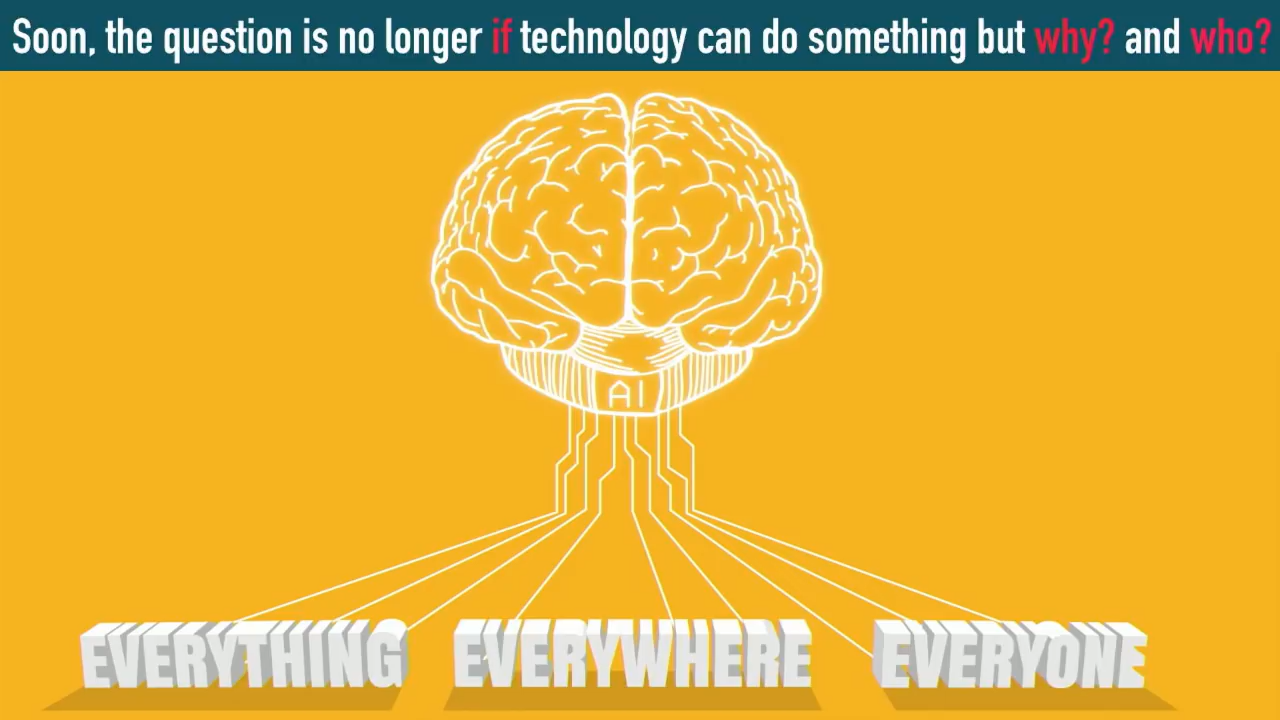 Soon, the question is no longer if technology can do something but why? and who?
AI
EVERYTHING EVERYWHERE EVERYONE